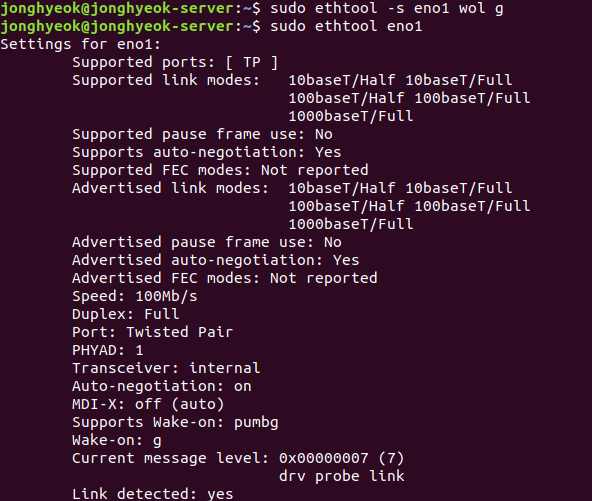 jonghyeok@jonghyeok-server:~$ sudo ethtool -s eno1 wol g
jonghyeok@jonghyeok-server:~$ sudo ethtool eno1
Settings for eno1:
Supported ports: [ TP ]
Supported link modes:   10baseT/Half 10baseT/Full
100baseT/Half 100baseT/Full
1000baseT/Full
Supported pause frame use: No
Supports auto-negotiation: Yes
Supported FEC modes: Not reported
Advertised link modes:  10baseT/Half 10baseT/Full
100baseT/Half 100baseT/Full
1000baseT/Full
Advertised pause frame use: No
Advertised auto-negotiation: Yes
Advertised FEC modes: Not reported
Speed: 100Mb/s
Duplex: Full
Port: Twisted Pair
PHYAD: 1
Transceiver: internal
Auto-negotiation: on
MDI-X: off (auto)
Supports Wake-on: pumbg
Wake-on: g
Current message level: 0x00000007 (7)
drv probe link
Link detected: yes